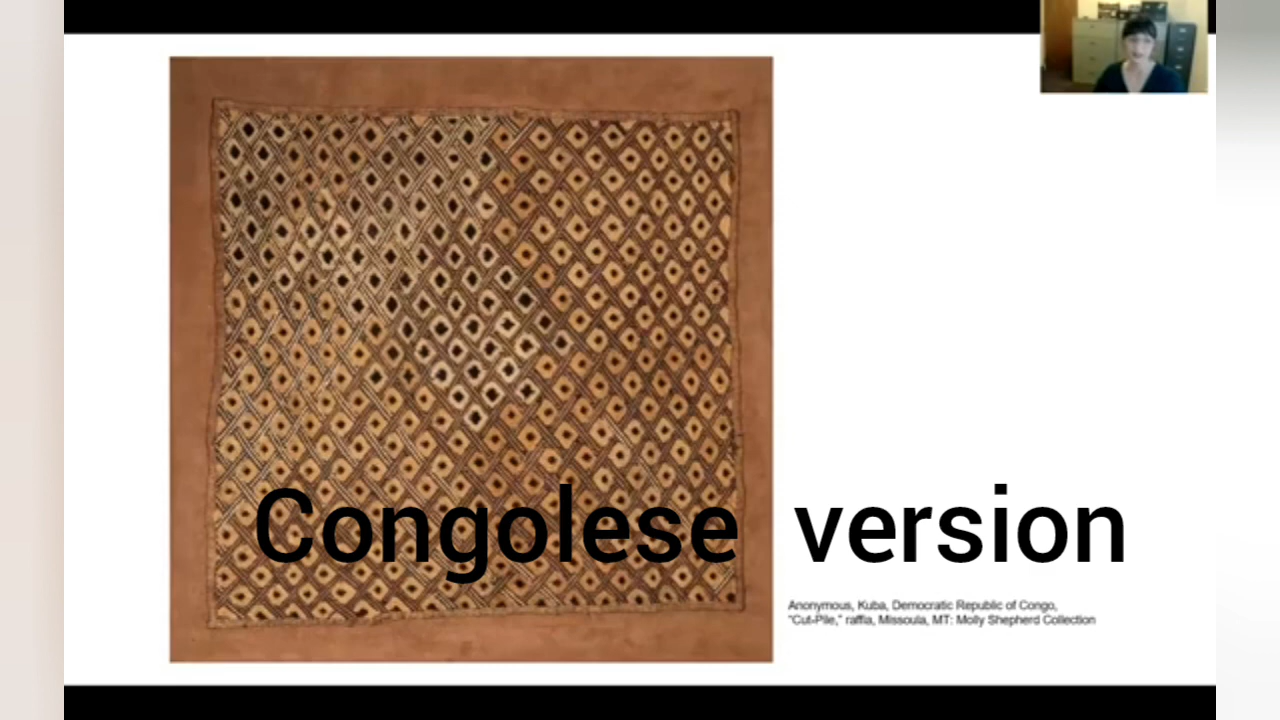 Congolese version
Anonymous, Kuba, Democratic Republic of Congo,
"Cut-Pile," raffia, Missoula, MT: Molly Shepherd Collection